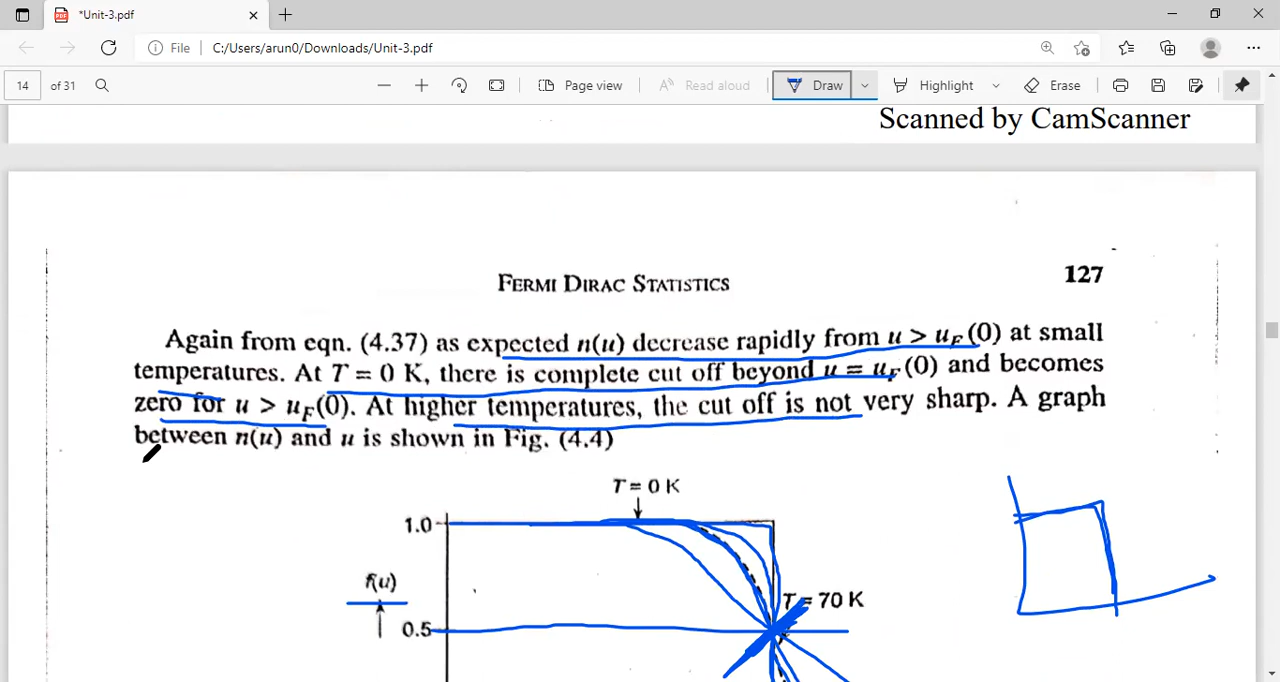 *Unit-3.pdf
File C:/Users/arun0/Downloads/Unit-3.pdf
14 of 31 Page view Read aloud Draw Highlight Erase
Scanned by CamScanner
FERMI DIRAC STATISTICS 127
Again from eqn. (4.37) as expected n(u) decrease rapidly from u > u_F(0) at small
temperatures. At T = 0 K, there is complete cut off beyond u = u_F(0) and becomes
zero for u > u_F(0). At higher temperatures, the cut off is not very sharp. A graph
between n(u) and u is shown in Fig. (4.4)
T = 0 K
1.0
f(u)
T = 70 K
0.5